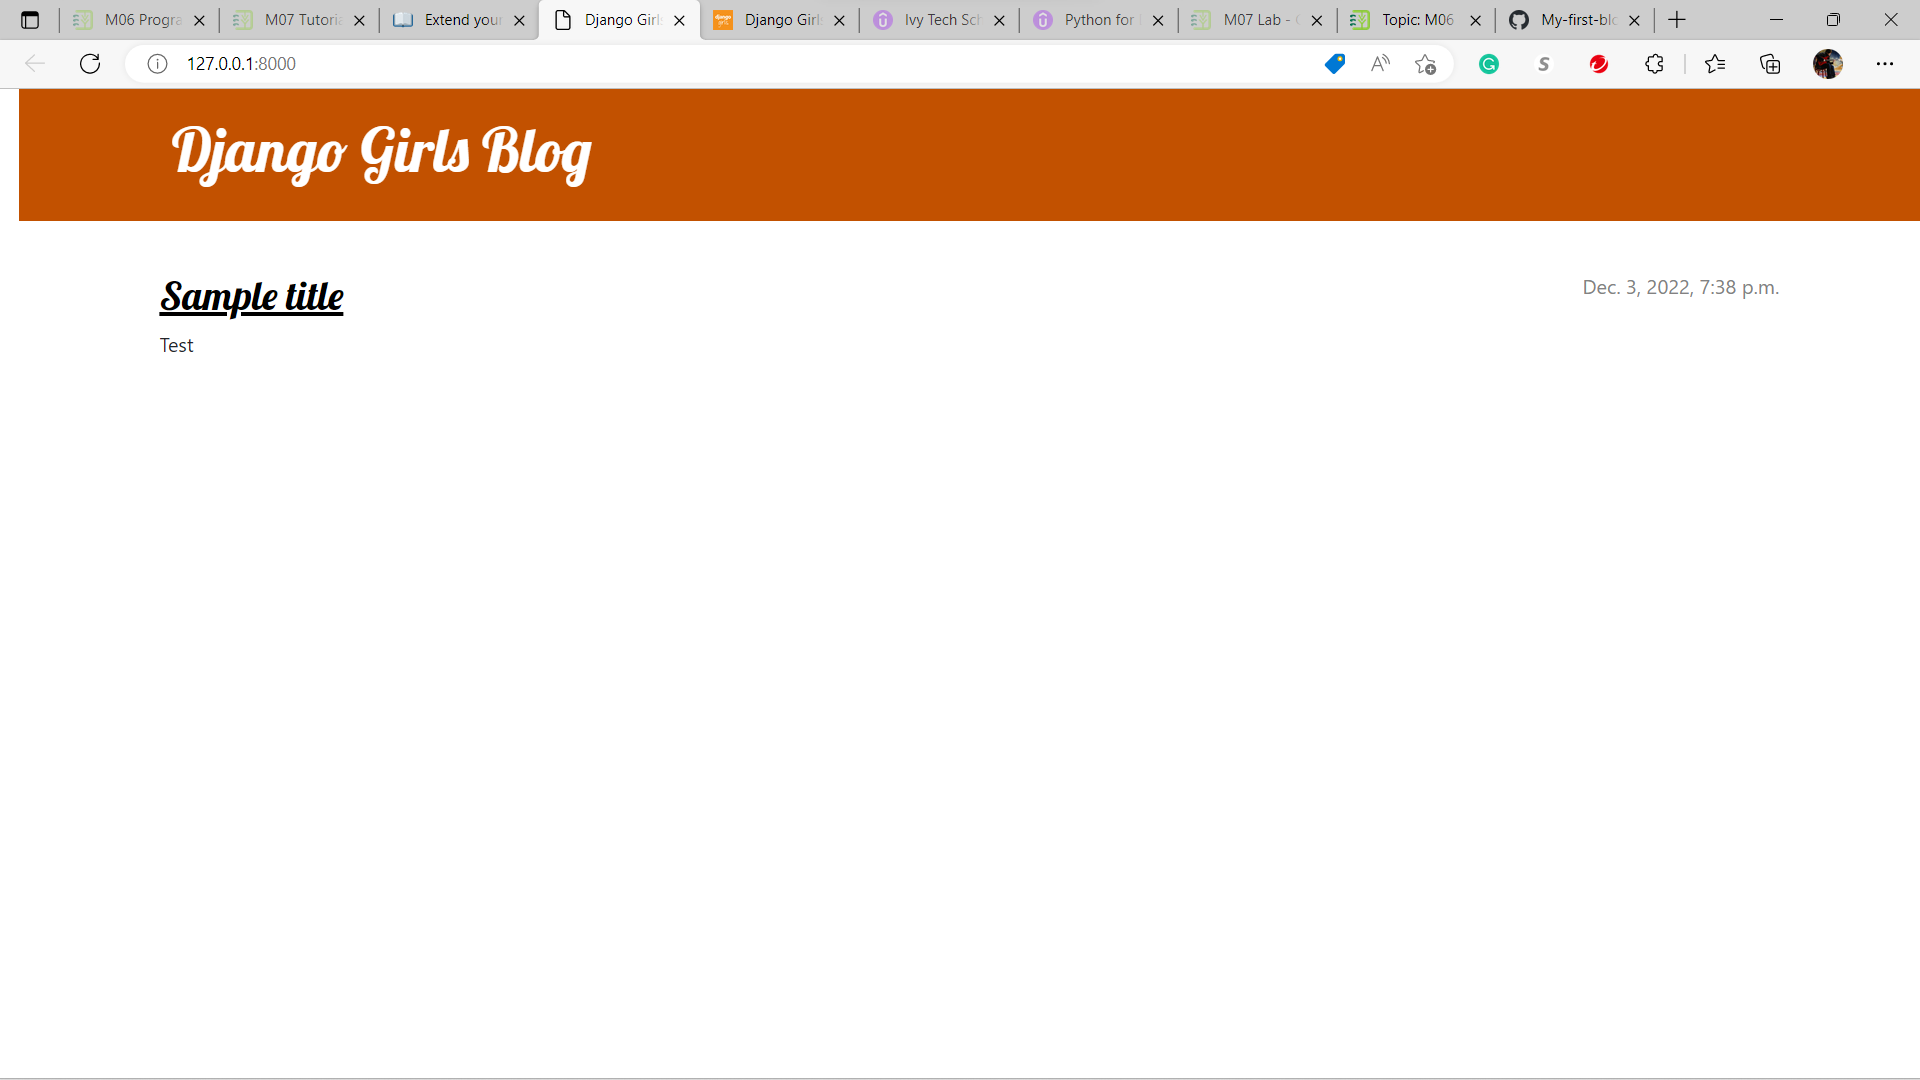 M06 Progra
M07 Tutoria
Extend your
Django Girls
Django Girls
Ivy Tech Sch
Python for
M07 Lab -
Topic: M06
My-first-blo
127.0.0.1:8000
Django Girls Blog
Sample title
Dec. 3, 2022, 7:38 p.m.
Test